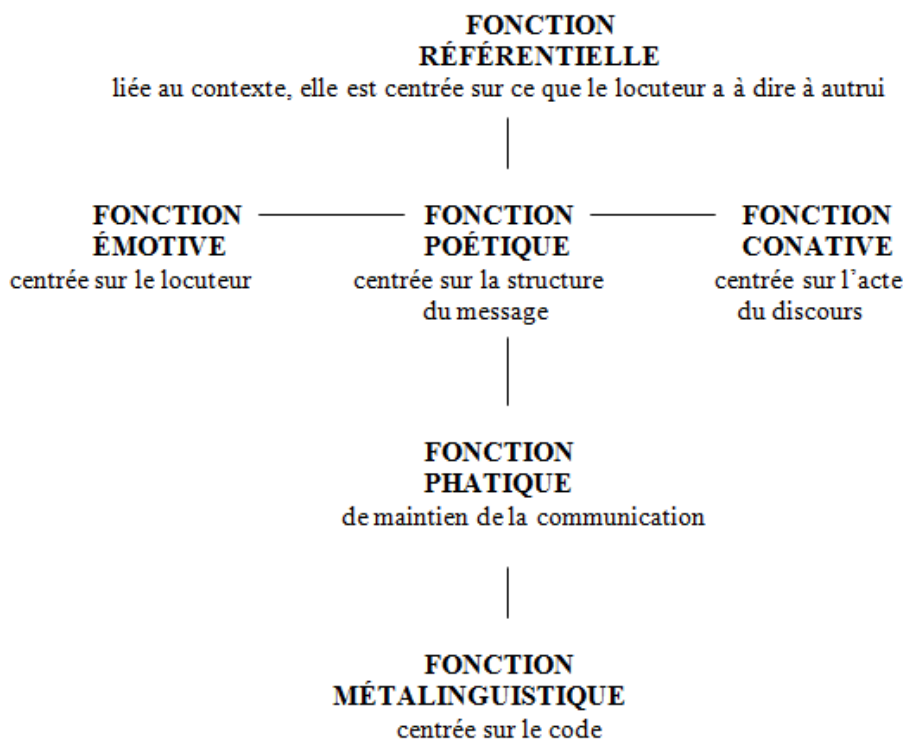 FONCTION
RÉFÉRENTIELLE
liée au contexte, elle est centrée sur ce que le locuteur a à dire à autrui
FONCTION
ÉMOTIVE
centrée sur le locuteur
FONCTION
POÉTIQUE
centrée sur la structure
du message
FONCTION
CONATIVE
centrée sur l'acte
du discours
FONCTION
PHATIQUE
de maintien de la communication
FONCTION
MÉTALINGUISTIQUE
centrée sur le code